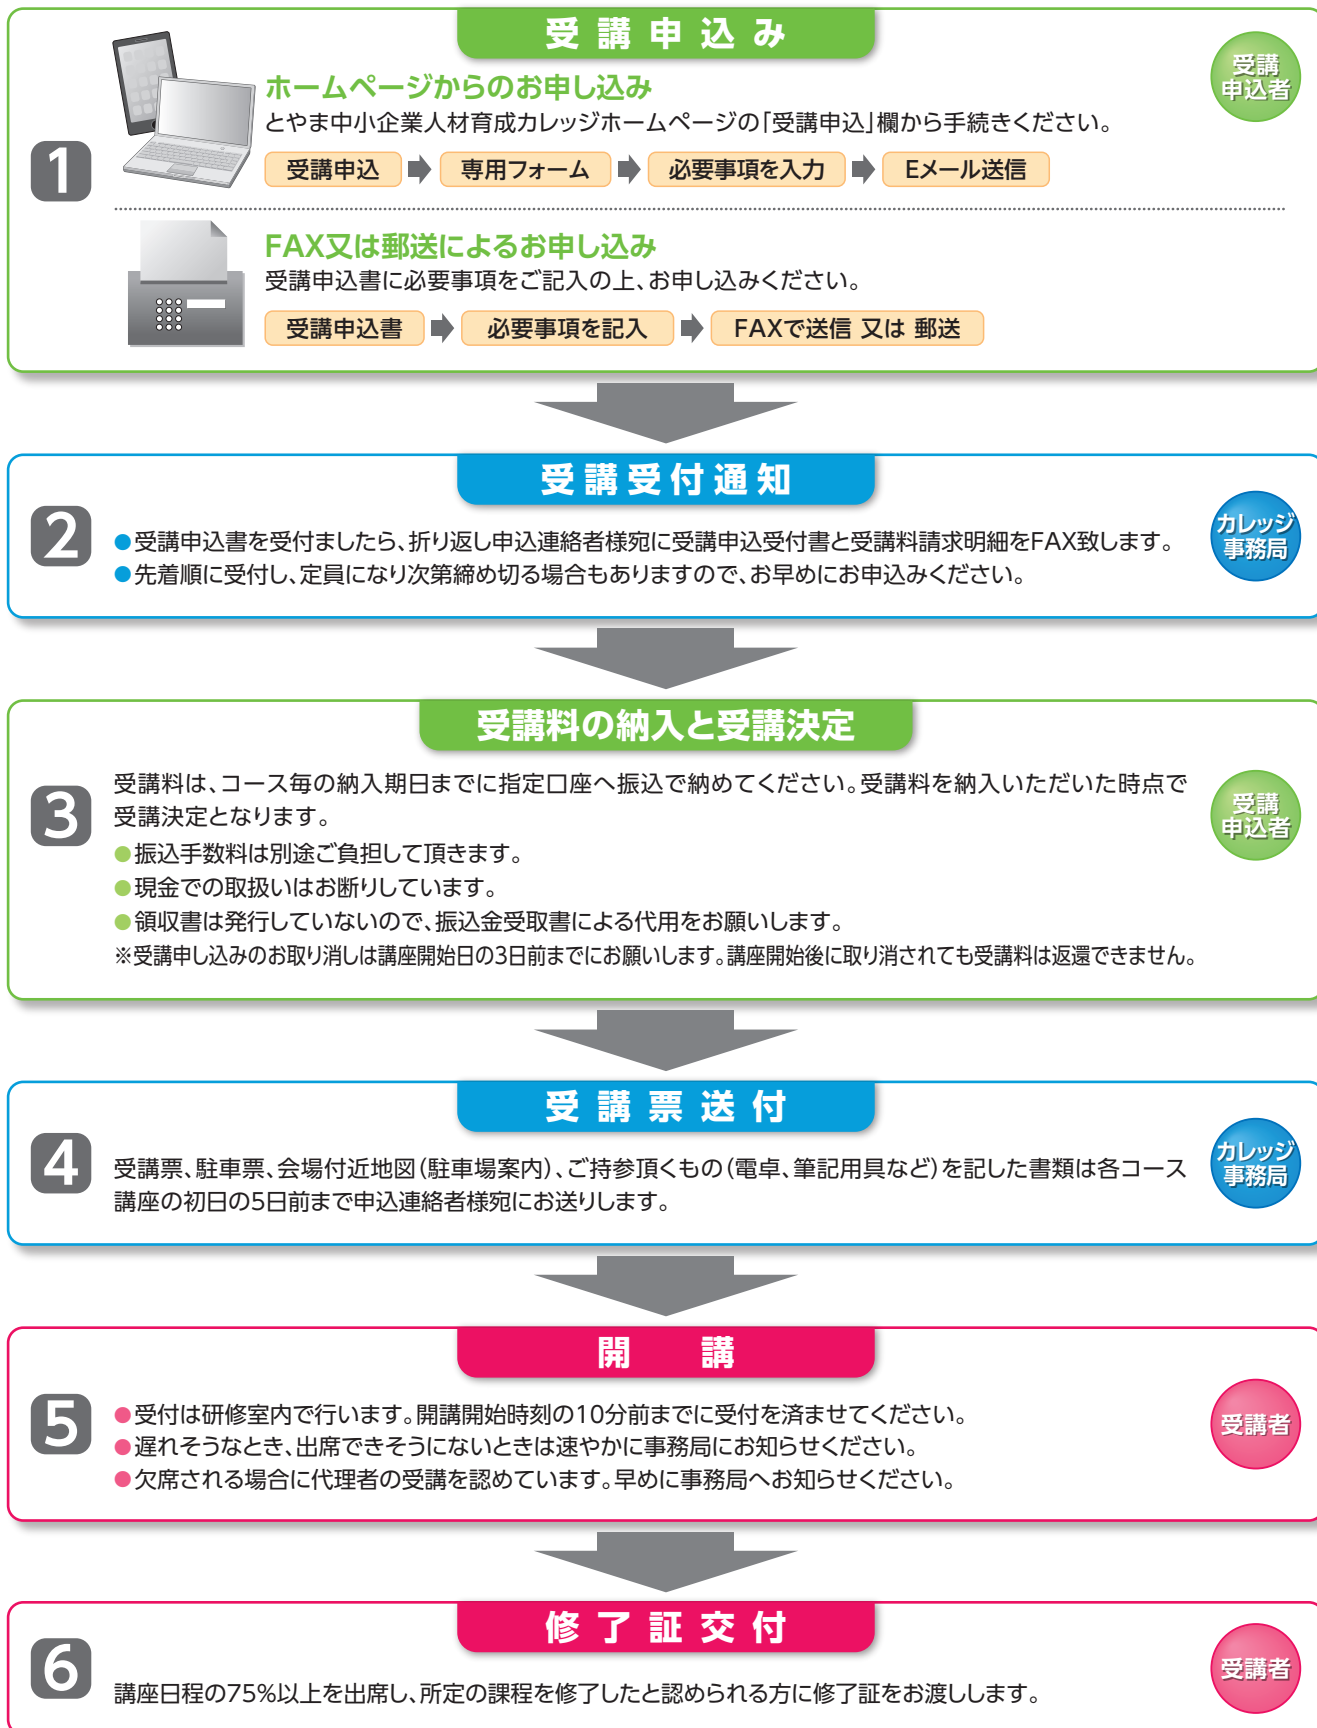 受講申込み
受講
申込者
1
ホームページからのお申し込み
とやま中小企業人材育成カレッジホームページの「受講申込」欄から手続きください。
受講申込 専用フォーム 必要事項を入力 Eメール送信
FAX又は郵送によるお申し込み
受講申込書に必要事項をご記入の上、お申し込みください。
受講申込書 必要事項を記入 FAXで送信 又は 郵送
受講受付通知
カレッジ
事務局
2
●受講申込書を受付ましたら、折り返し申込連絡者様宛に受講申込受付書と受講料請求明細をFAX致します。
●先着順に受付し、定員になり次第締め切る場合もありますので、お早めにお申込みください。
受講料の納入と受講決定
受講
申込者
3
受講料は、コース毎の納入期日までに指定口座へ振込で納めてください。受講料を納入いただいた時点で
受講決定となります。
●振込手数料は別途ご負担して頂きます。
●現金での取扱いはお断りしています。
●領収書は発行していないので、振込金受取書による代用をお願いします。
※受講申し込みのお取り消しは講座開始日の3日前までにお願いします。講座開始後に取り消されても受講料は返還できません。
受講票送付
カレッジ
事務局
4
受講票、駐車票、会場付近地図(駐車場案内)、ご持参頂くもの(電卓、筆記用具など)を記した書類は各コース
講座の初日の5日前まで申込連絡者様宛にお送りします。
開 講
受講者
5
●受付は研修室内で行います。開講開始時刻の10分前までに受付を済ませてください。
●遅れそうなとき、出席できそうにないときは速やかに事務局にお知らせください。
●欠席される場合に代理者の受講を認めています。早めに事務局へお知らせください。
修了証交付
受講者
6
講座日程の75%以上を出席し、所定の課程を修了したと認められる方に修了証をお渡しします。